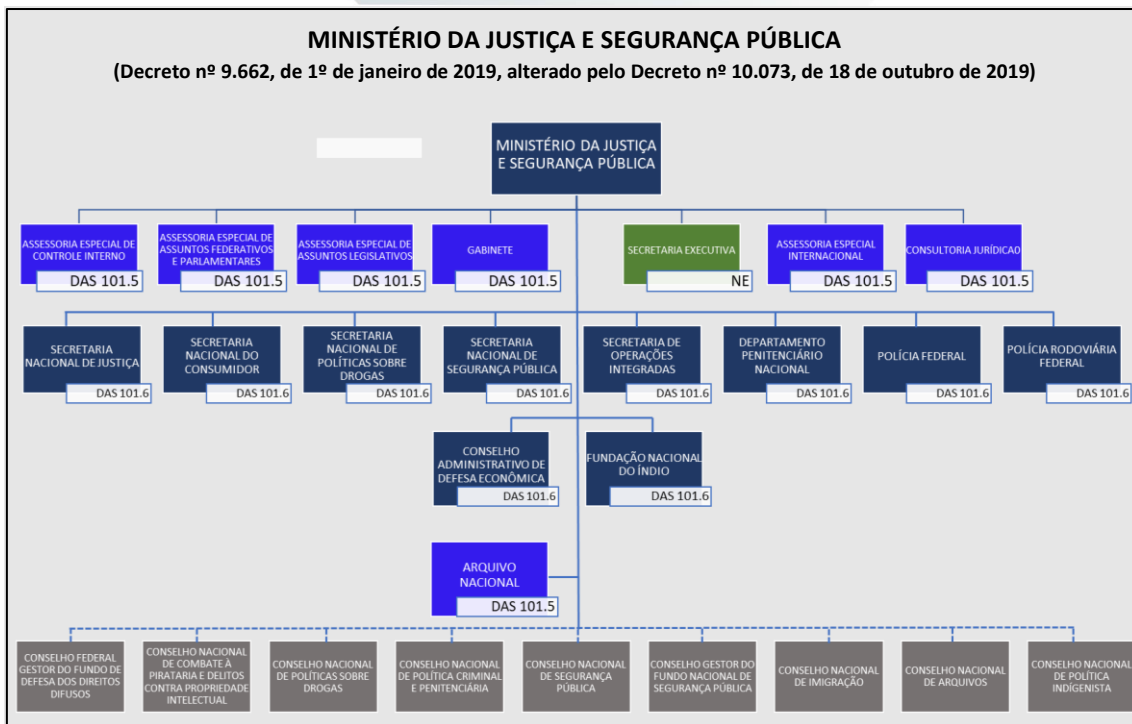 MINISTÉRIO DA JUSTIÇA E SEGURANÇA PÚBLICA
(Decreto nº 9.662, de 1º de janeiro de 2019, alterado pelo Decreto nº 10.073, de 18 de outubro de 2019)
MINISTÉRIO DA JUSTIÇA
E SEGURANÇA PÚBLICA
ASSESSORIA ESPECIAL DE
CONTROLE INTERNO
DAS 101.5
ASSESSORIA ESPECIAL DE
ASSUNTOS FEDERATIVOS
E PARLAMENTARES
DAS 101.5
ASSESSORIA ESPECIAL DE
ASSUNTOS LEGISLATIVOS
DAS 101.5
GABINETE
DAS 101.5
SECRETARIA EXECUTIVA
NE
ASSESSORIA ESPECIAL
INTERNACIONAL
DAS 101.5
CONSULTORIA JURÍDICAO
DAS 101.5
SECRETARIA
NACIONAL DE JUSTIÇA
DAS 101.6
SECRETARIA
NACIONAL DO
CONSUMIDOR
DAS 101.6
SECRETARIA
NACIONAL DE
POLÍTICAS SOBRE
DROGAS
DAS 101.6
SECRETARIA
NACIONAL DE
SEGURANÇA PÚBLICA
DAS 101.6
SECRETARIA DE
OPERAÇÕES
INTEGRADAS
DAS 101.6
DEPARTAMENTO
PENITENCIÁRIO
NACIONAL
DAS 101.6
POLÍCIA FEDERAL
DAS 101.6
POLÍCIA RODOVIÁRIA
FEDERAL
DAS 101.6
CONSELHO
ADMINISTRATIVO DE
DEFESA ECONÔMICA
DAS 101.6
FUNDAÇÃO NACIONAL
DO ÍNDIO
DAS 101.6
ARQUIVO
NACIONAL
DAS 101.5
CONSELHO FEDERAL
GESTOR DO FUNDO DE
DEFESA DOS DIREITOS
DIFUSOS
CONSELHO NACIONAL
DE COMBATE À
PIRATARIA E DELITOS
CONTRA PROPRIEDADE
INTELECTUAL
CONSELHO NACIONAL
DE POLÍTICAS SOBRE
DROGAS
CONSELHO NACIONAL
DE POLÍTICA CRIMINAL
E PENITENCIÁRIA
CONSELHO NACIONAL
DE SEGURANÇA
PÚBLICA
CONSELHO GESTOR DO
FUNDO NACIONAL DE
SEGURANÇA PÚBLICA
CONSELHO NACIONAL
DE IMIGRAÇÃO
CONSELHO NACIONAL
DE ARQUIVOS
CONSELHO NACIONAL
DE POLÍTICA
INDÍGENISTA